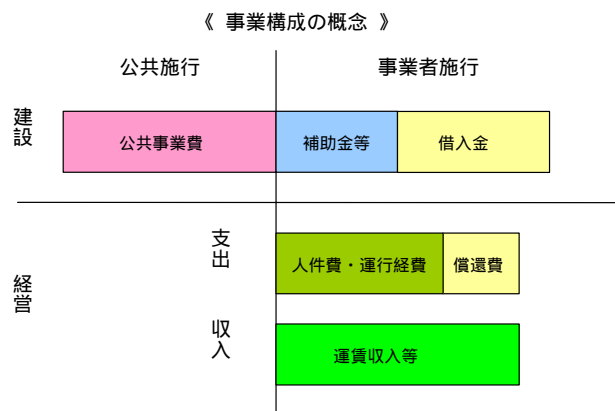 《 事業構成の概念 》
公共施行
事業者施行
建設
公共事業費
補助金等
借入金
経営
支出
人件費・運行経費
償還費
収入
運賃収入等